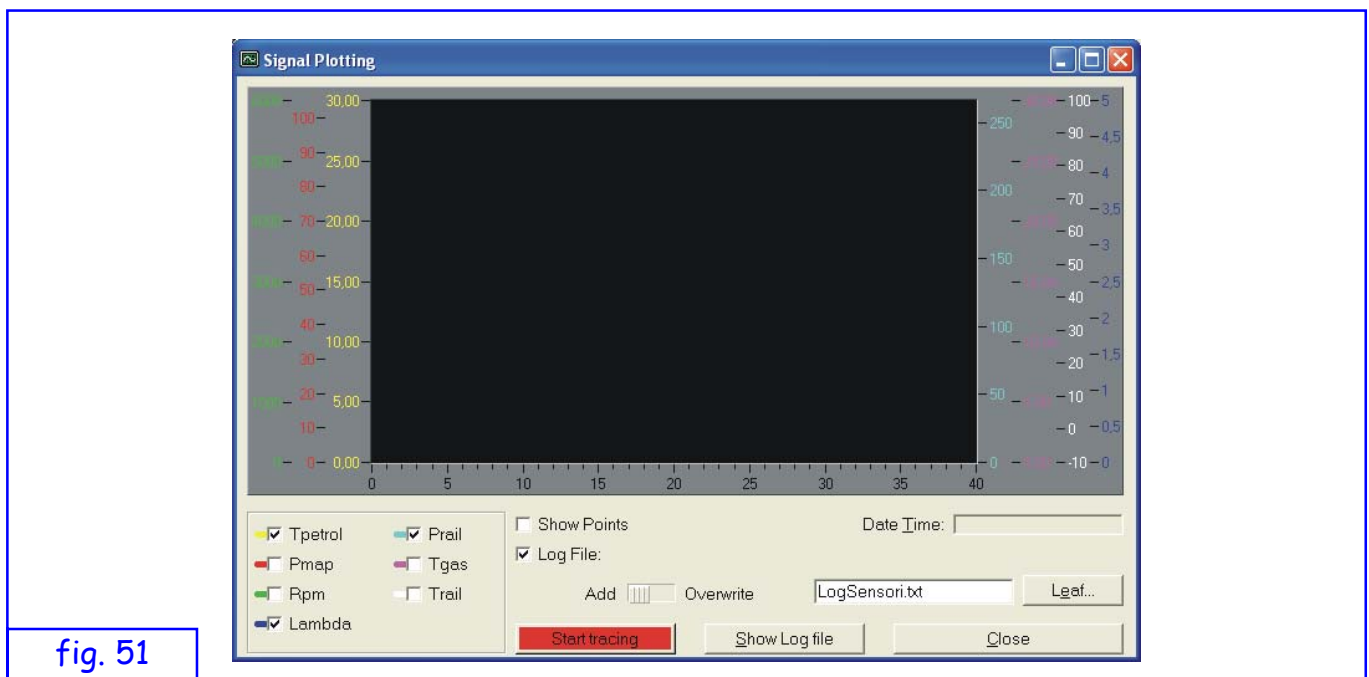 Signal Plotting
30,00 100 5
100 250
90 4,5
90 25,00 80 4
80 200 70
70 20,00 3,5
60 60 3
150 50
50 15,00 2,5
40
40 100 2
10,00 30
30 20 1,5
20 5,00 50 10 1
10 0 0,5
0 0,00 0 -10 0
0 5 10 15 20 25 30 35 40
Tpetrol Prail Show Points Date Time:
Pmap Tgas Log File:
Rpm Trail Add Overwrite LogSensori.txt Leaf...
Lambda
Start tracing Show Log file Close
fig. 51